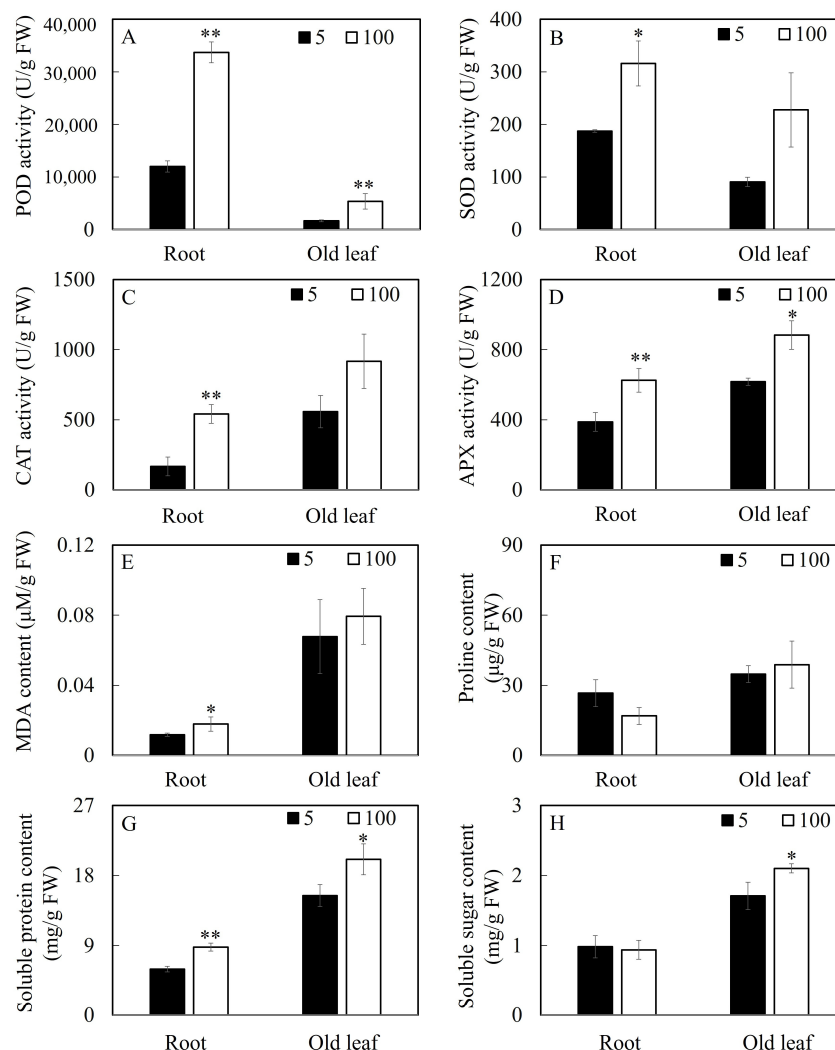 A
5
100
POD activity (U/g FW)
40,000
30,000
20,000
10,000
0
**
**
Root
Old leaf
B
5
100
SOD activity (U/g FW)
400
300
200
100
0
*
Root
Old leaf
C
5
100
CAT activity (U/g FW)
1500
1000
500
0
**
Root
Old leaf
D
5
100
APX activity (U/g FW)
1200
800
400
0
**
*
Root
Old leaf
E
5
100
MDA content (μM/g FW)
0.12
0.08
0.04
0
*
Root
Old leaf
F
5
100
Proline content
(μg/g FW)
90
60
30
0
Root
Old leaf
G
5
100
Soluble protein content
(mg/g FW)
27
18
9
0
**
*
Root
Old leaf
H
5
100
Soluble sugar content
(mg/g FW)
3
2
1
0
*
Root
Old leaf